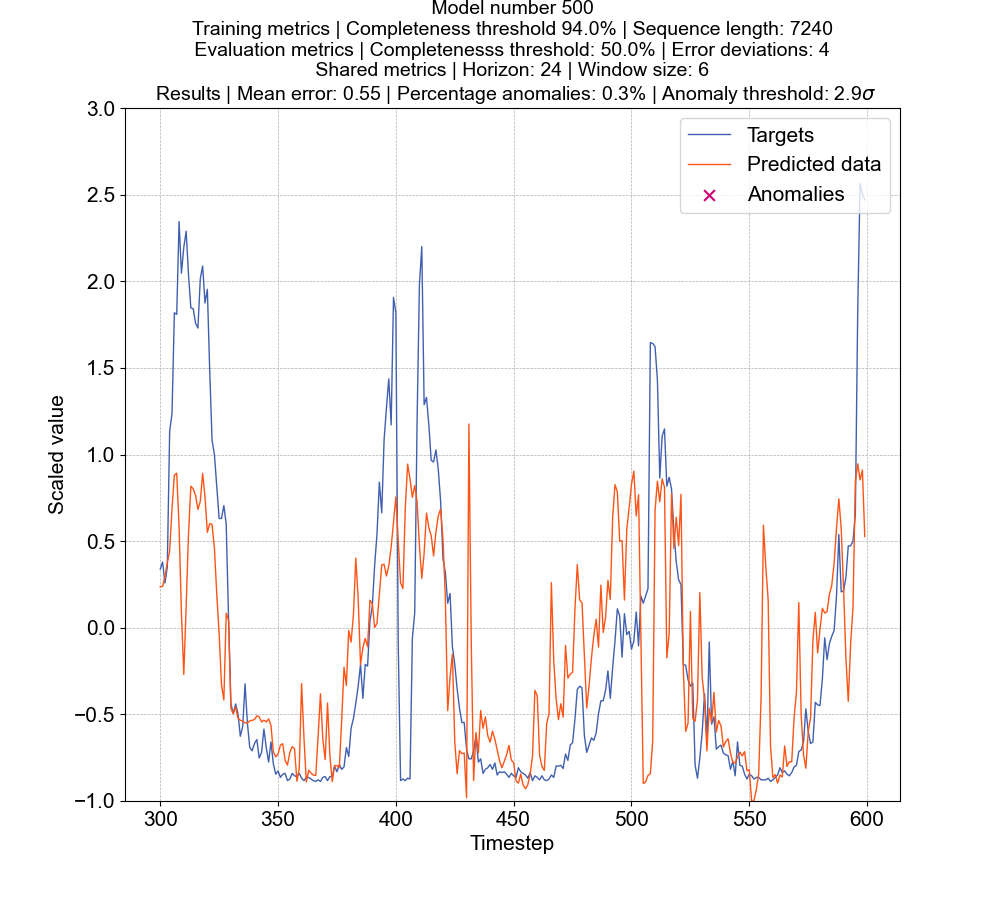 Model number 500
Training metrics | Completeness threshold 94.0% | Sequence length: 7240
Evaluation metrics | Completenesss threshold: 50.0% | Error deviations: 4
Shared metrics | Horizon: 24 | Window size: 6
Results | Mean error: 0.55 | Percentage anomalies: 0.3% | Anomaly threshold: 2.9σ
Targets
Predicted data
Anomalies
Scaled value
3.0
2.5
2.0
1.5
1.0
0.5
0.0
−0.5
−1.0
300
350
400
450
500
550
600
Timestep